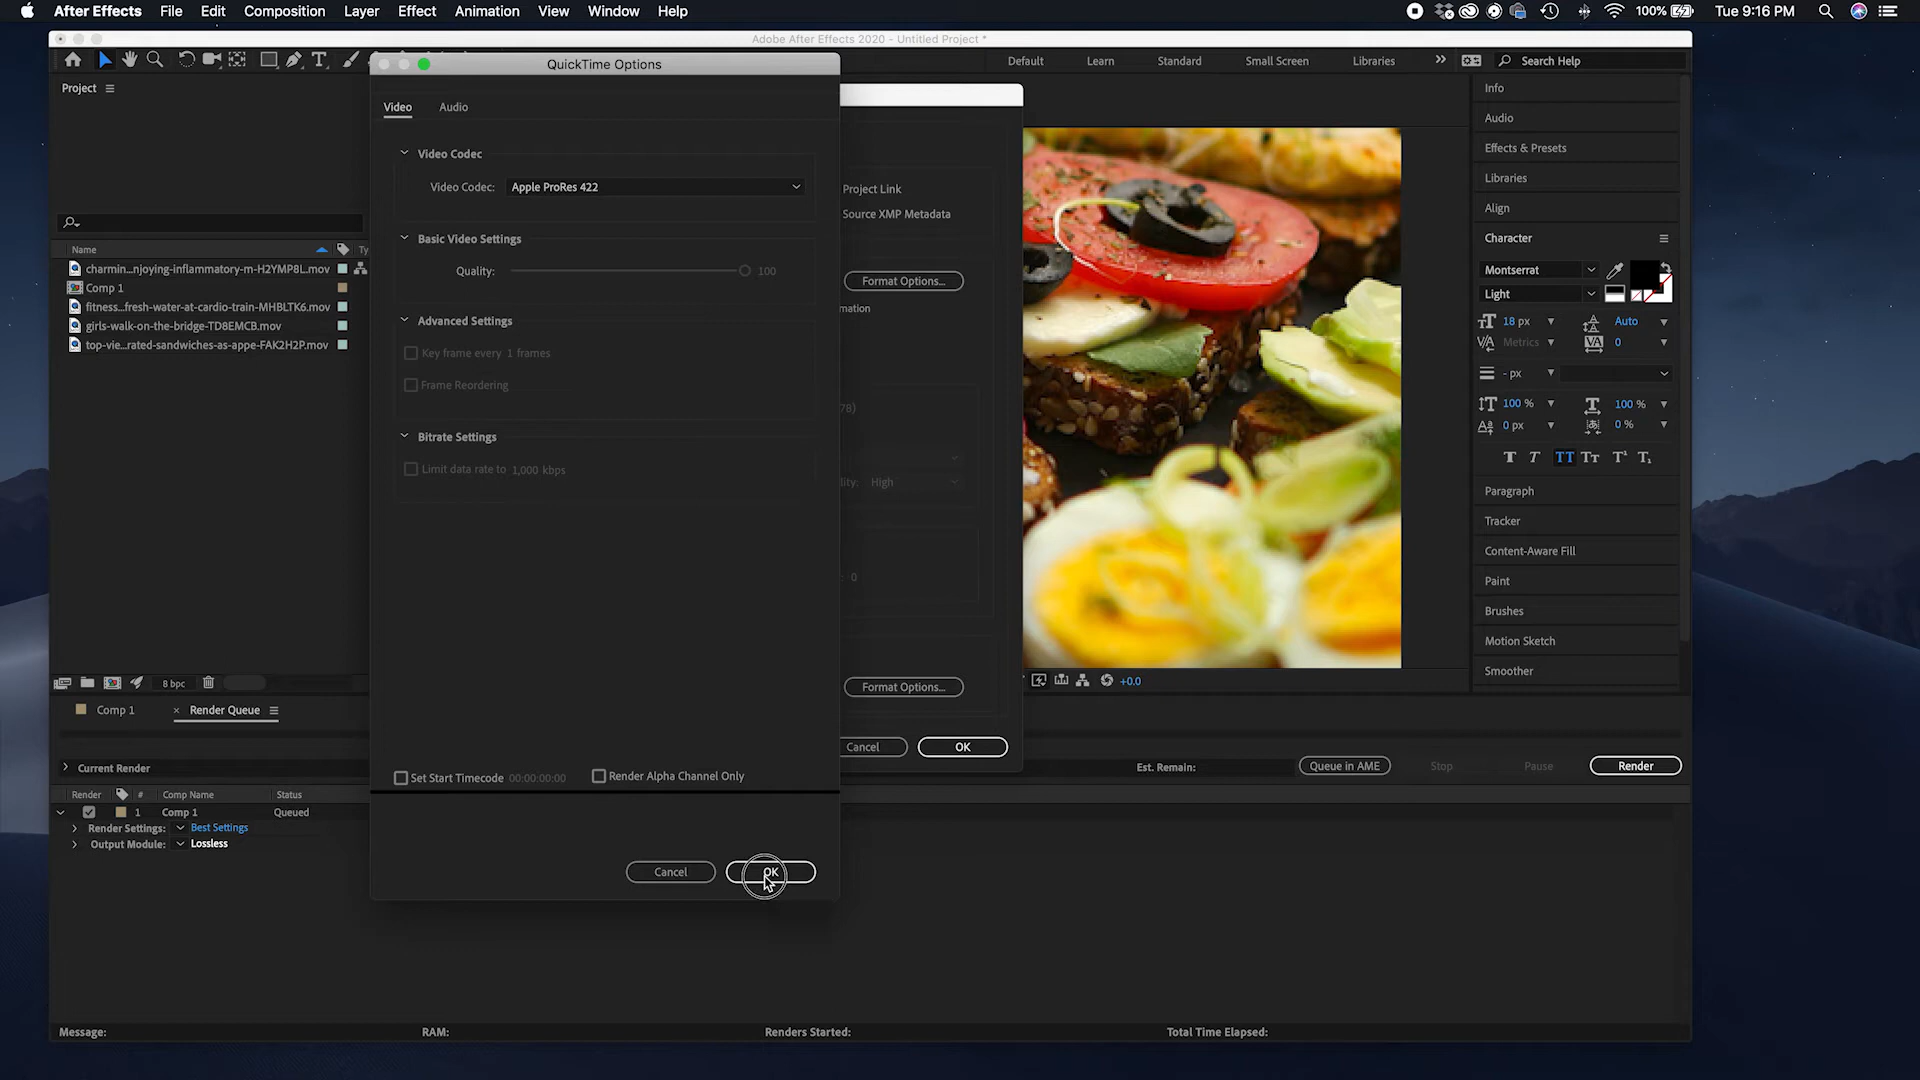 After Effects File Edit Composition Layer Effect Animation View Window Help 100% Tue 9:16 PM
Adobe After Effects 2020 - Untitled Project *
Default Learn Standard Small Screen Libraries Search Help
QuickTime Options
Project
Video Audio
Video Codec
Video Codec: Apple ProRes 422
Basic Video Settings
Quality: 100
Advanced Settings
Key frame every 1 frames
Frame Reordering
Bitrate Settings
Limit data rate to 1,000 kbps
Set Start Timecode 00:00:00:00 Render Alpha Channel Only
Cancel OK
Name Ty
charmin...njoying-inflammatory-m-H2YMP8L.mov
Comp 1
fitness...fresh-water-at-cardio-train-MHBLTK6.mov
girls-walk-on-the-bridge-TD8EMCB.mov
top-vie...rated-sandwiches-as-appe-FAK2H2P.mov
8 bpc
Project Link
Source XMP Metadata
Format Options...
mation
78)
lity: High
: 0
Format Options...
Cancel OK
+0.0
Info
Audio
Effects & Presets
Libraries
Align
Character
Montserrat
Light
18 px Auto
Metrics 0
- px
100 % 100 %
0 px 0 %
Paragraph
Tracker
Content-Aware Fill
Paint
Brushes
Motion Sketch
Smoother
Comp 1 × Render Queue
Current Render Est. Remain: Queue in AME Stop Pause Render
Render # Comp Name Status
1 Comp 1 Queued
Render Settings: Best Settings
Output Module: Lossless
Message: RAM: Renders Started: Total Time Elapsed: